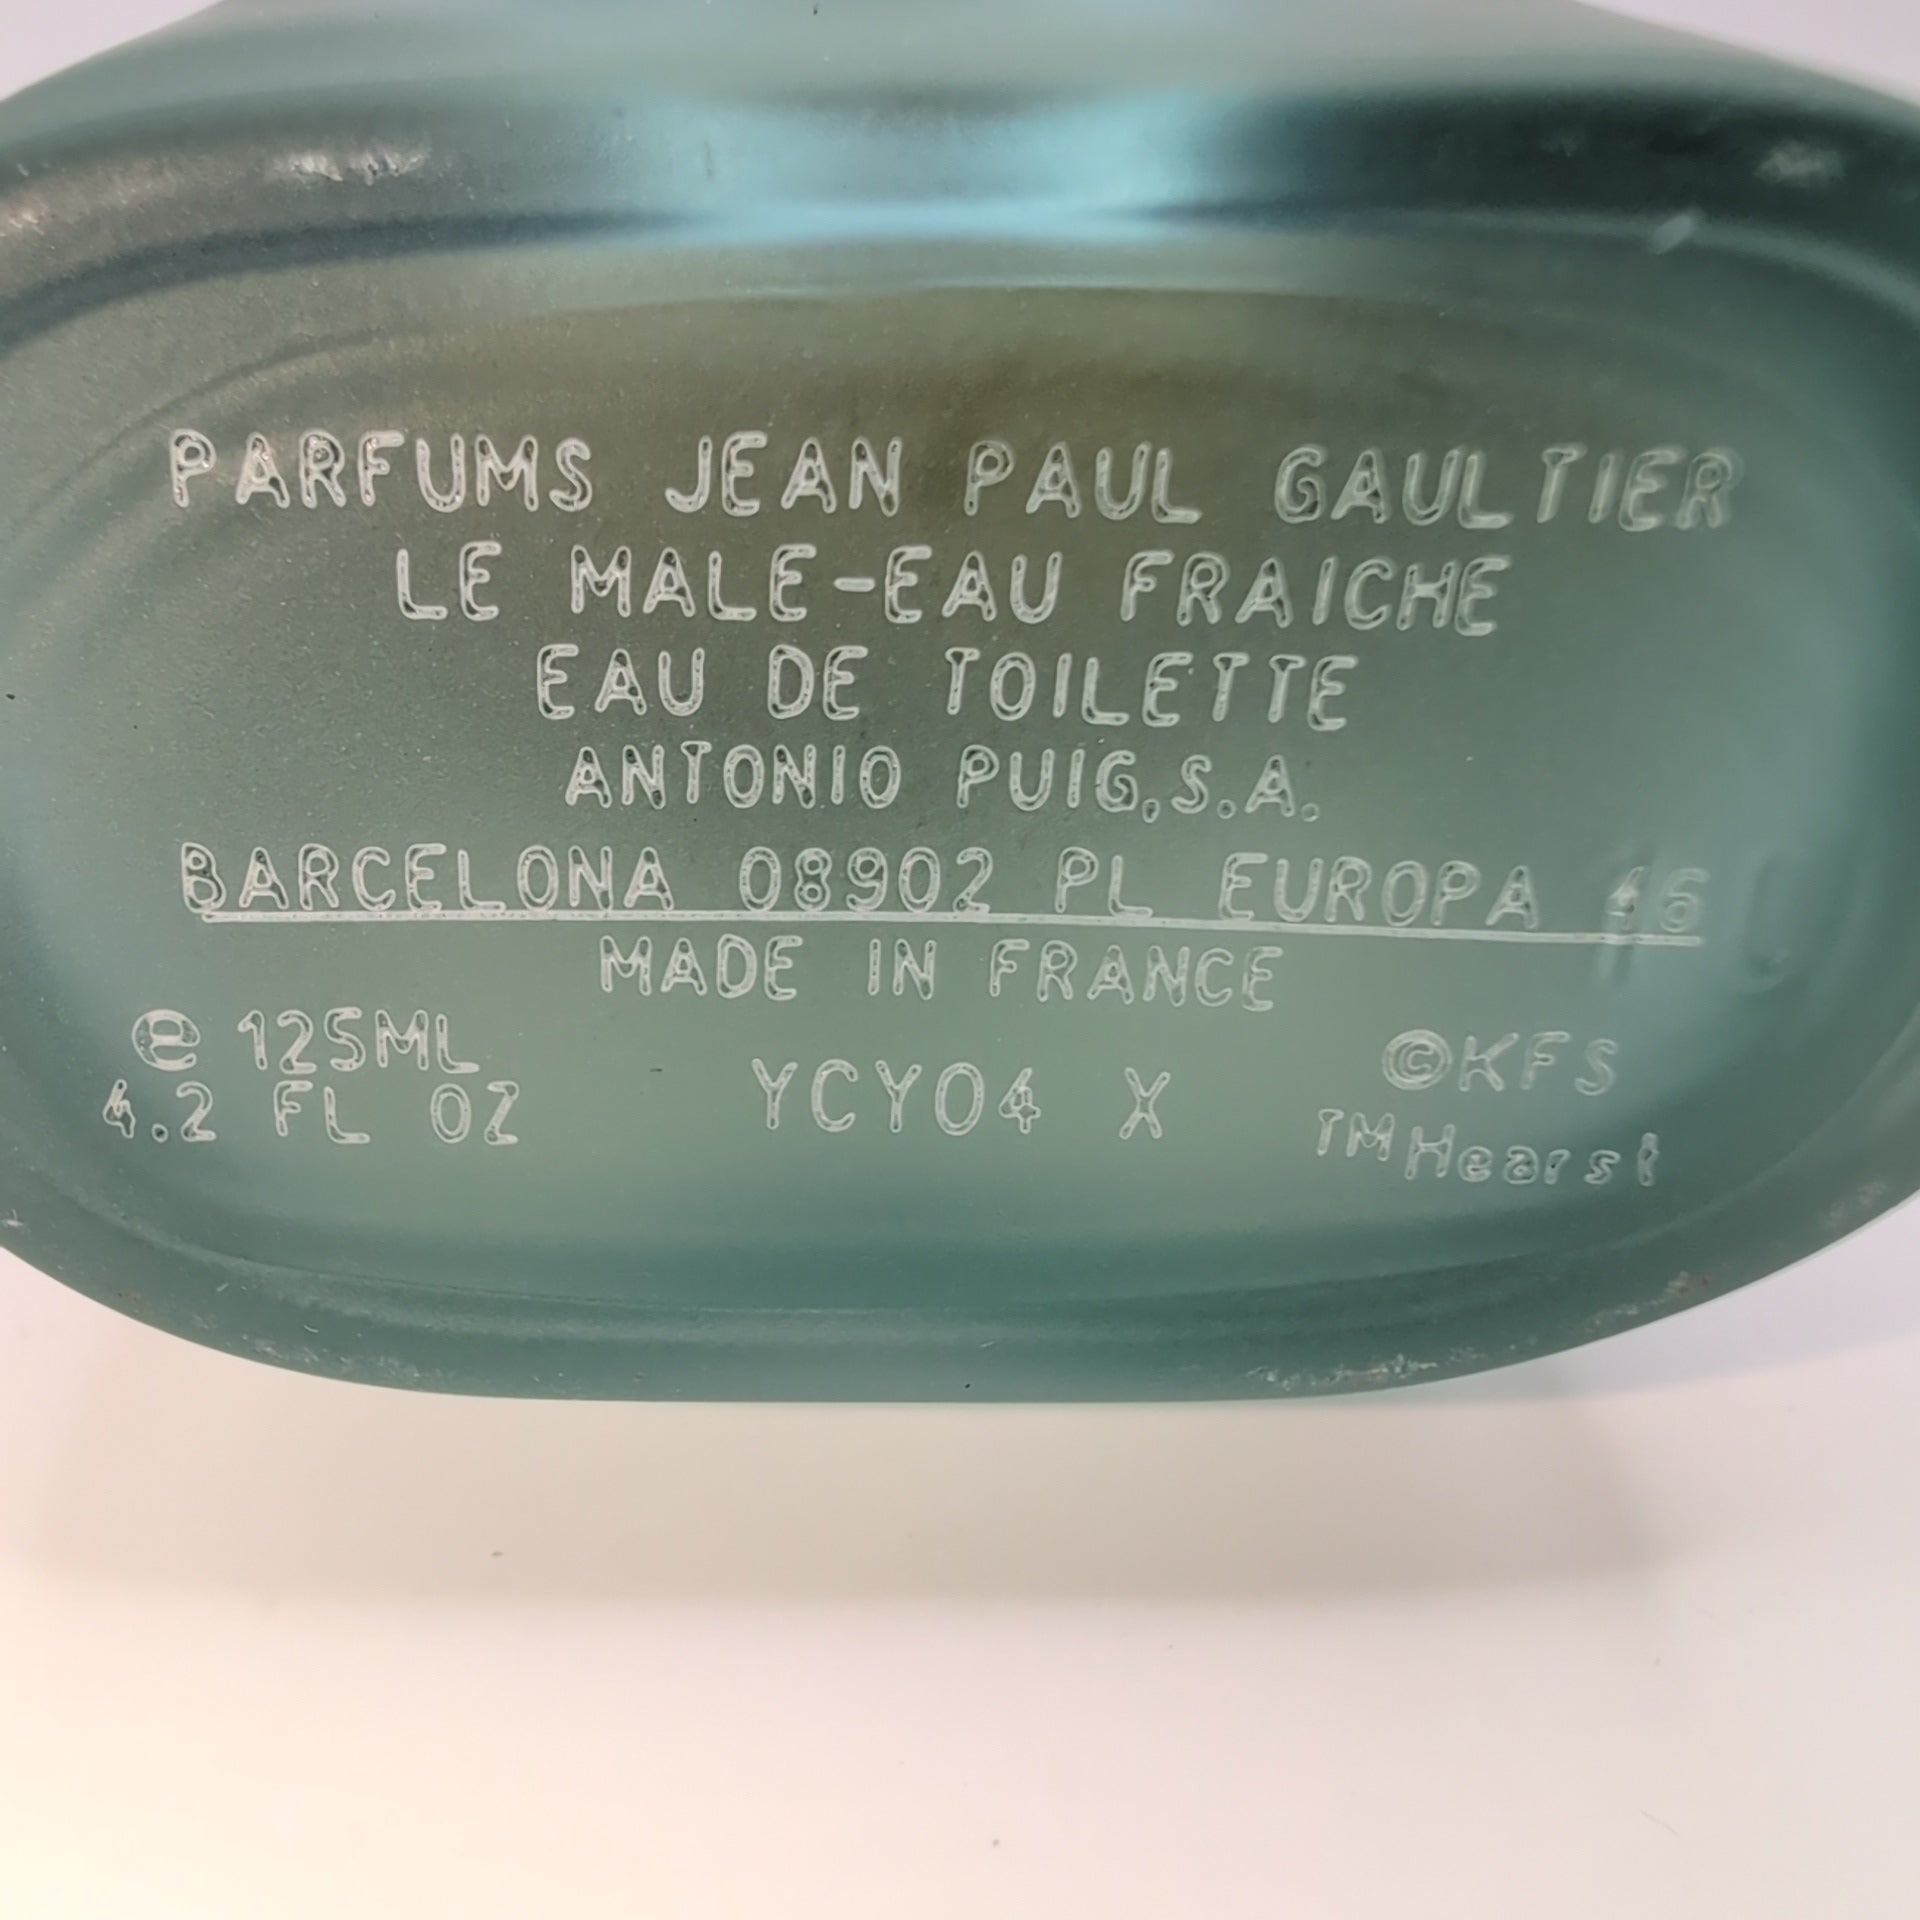 PARFUMS JEAN PAUL GAULTIER
LE MALE-EAU FRAICHE
EAU DE TOILETTE
ANTONIO PUIG,S.A.
BARCELONA 08902 PL EUROPA 46
MADE IN FRANCE
℮ 125ML
4.2 FL OZ
YCY04 X
©KFS
TMHearst